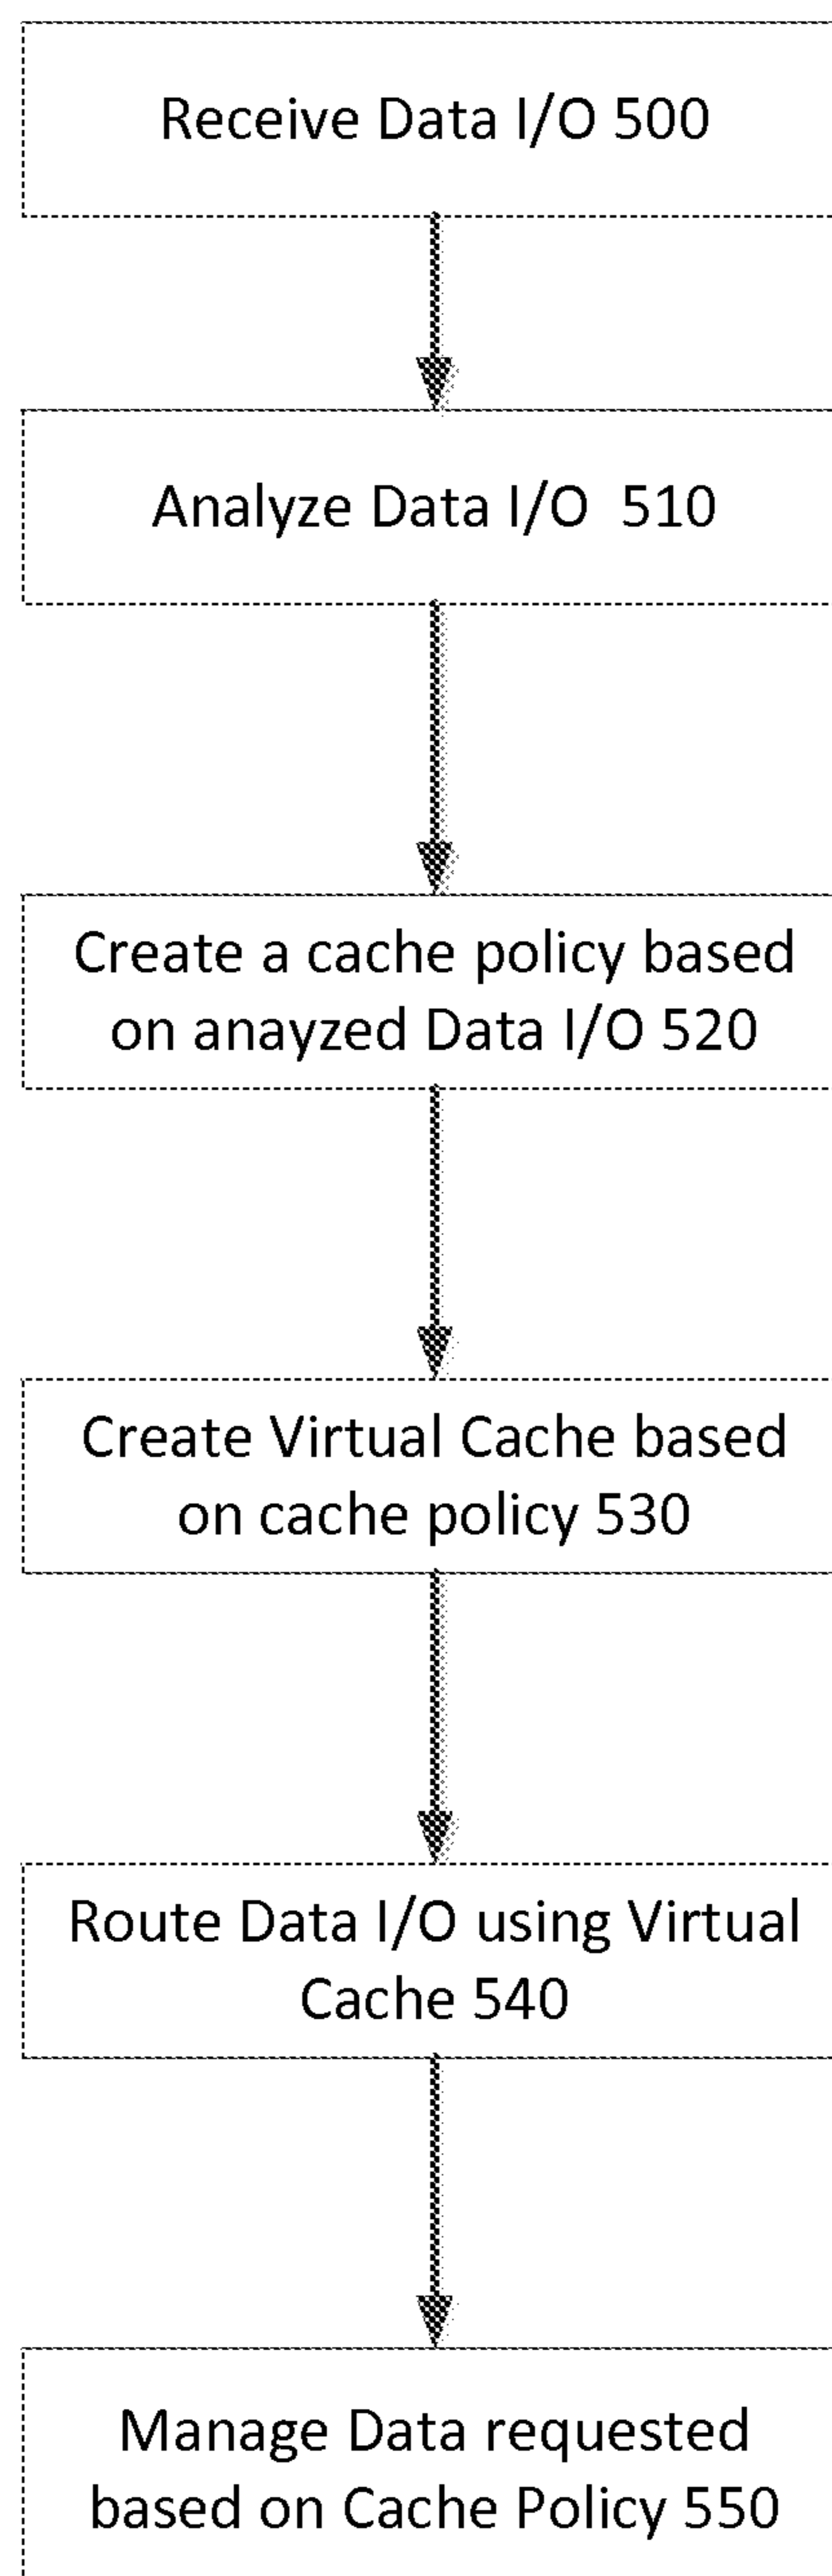 Receive Data I/O 500
Analyze Data I/O  510
Create a cache policy based
on anayzed Data I/O 520
Create Virtual Cache based
on cache policy 530
Route Data I/O using Virtual
Cache 540
Manage Data requested
based on Cache Policy 550